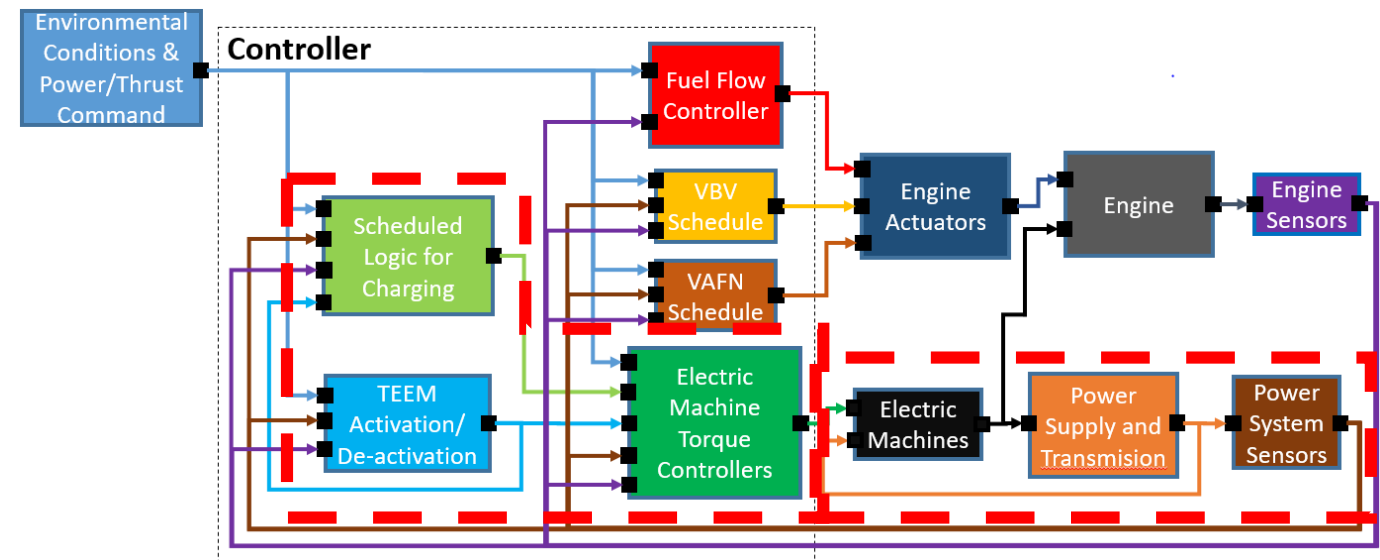 Environmental
Conditions &
Power/Thrust
Command
Controller
Fuel Flow
Controller
VBV
Schedule
Engine
Actuators
Engine
Engine
Sensors
Scheduled
Logic for
Charging
VAFN
Schedule
TEEM
Activation/
De-activation
Electric
Machine
Torque
Controllers
Electric
Machines
Power
Supply and
Transmision
Power
System
Sensors